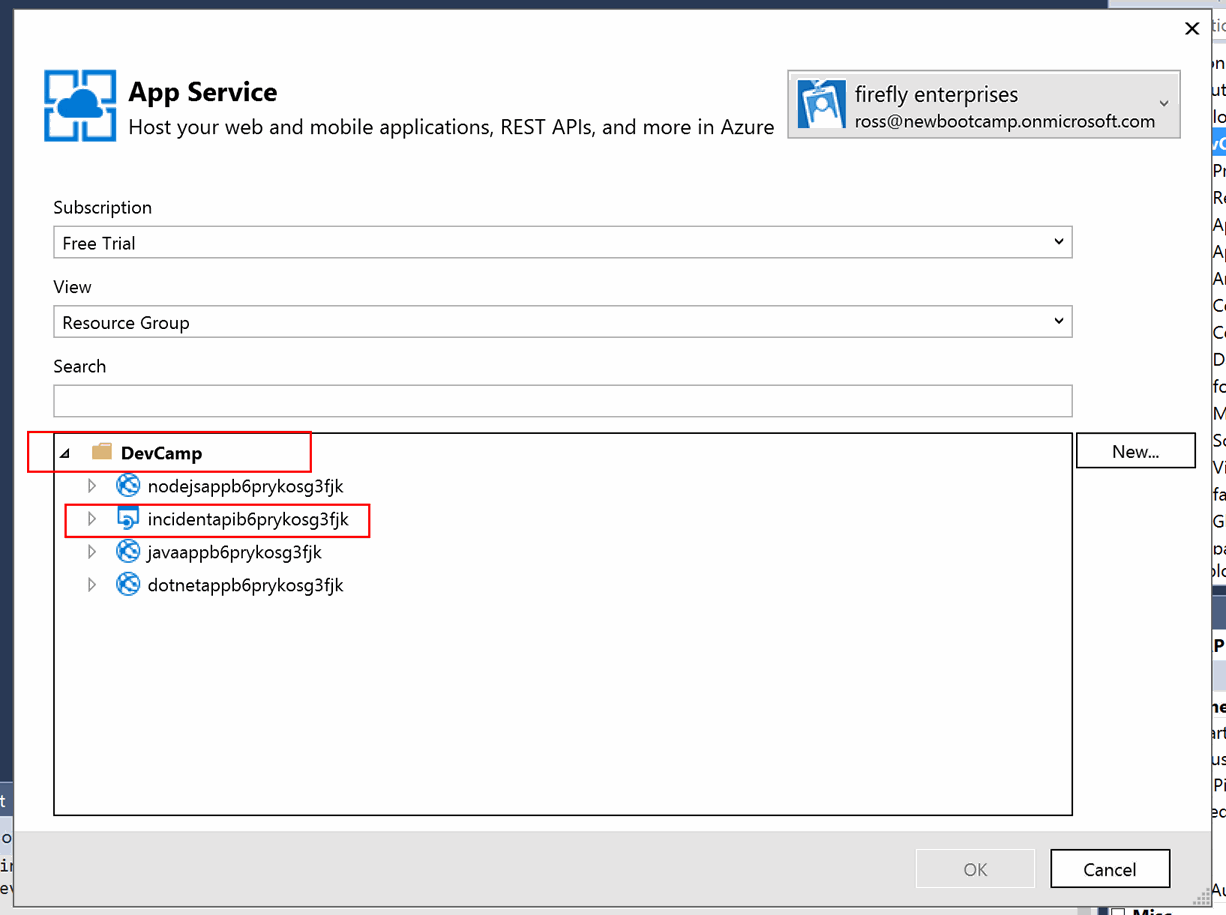 App Service
Host your web and mobile applications, REST APIs, and more in Azure
firefly enterprises
ross@newbootcamp.onmicrosoft.com
Subscription
Free Trial
View
Resource Group
Search
DevCamp
New...
nodejsappb6prykosg3fjk
incidentapib6prykosg3fjk
javaappb6prykosg3fjk
dotnetappb6prykosg3fjk
OK
Cancel